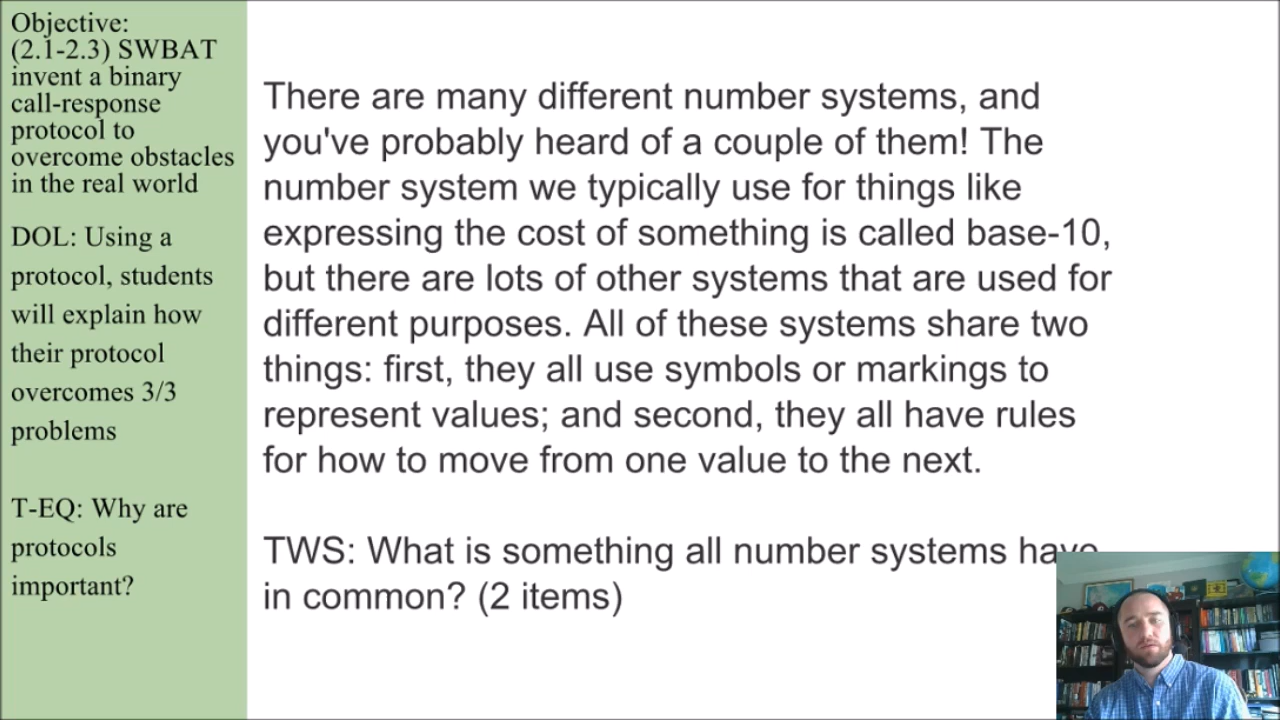 Objective:
(2.1-2.3) SWBAT
invent a binary
call-response
protocol to
overcome obstacles
in the real world
DOL: Using a
protocol, students
will explain how
their protocol
overcomes 3/3
problems
T-EQ: Why are
protocols
important?
There are many different number systems, and
you've probably heard of a couple of them! The
number system we typically use for things like
expressing the cost of something is called base-10,
but there are lots of other systems that are used for
different purposes. All of these systems share two
things: first, they all use symbols or markings to
represent values; and second, they all have rules
for how to move from one value to the next.
TWS: What is something all number systems have
in common? (2 items)